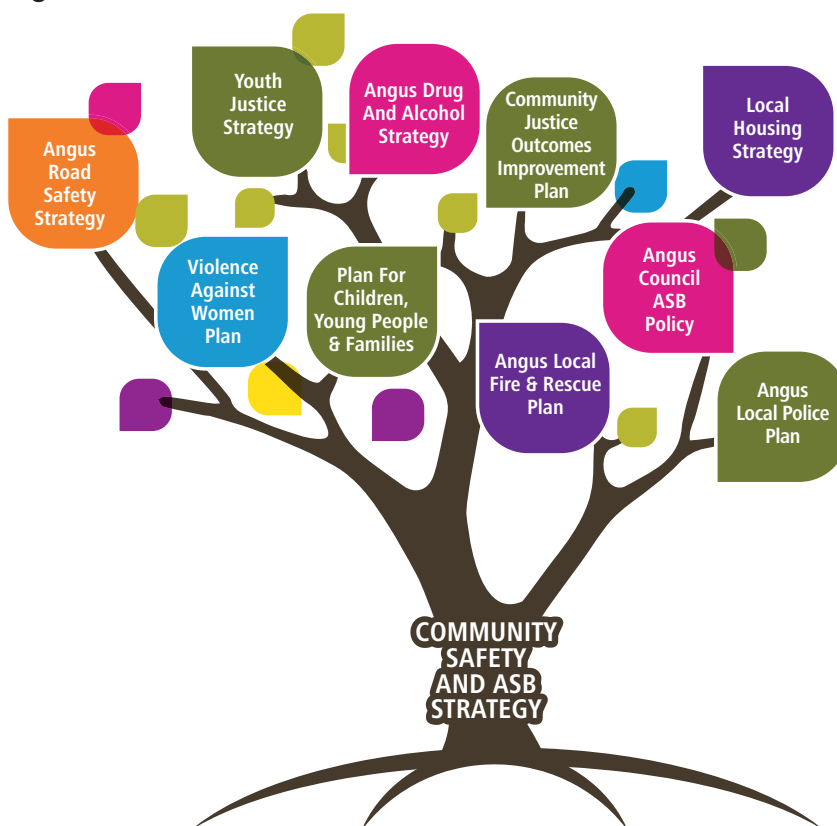 Youth
Justice
Strategy
Angus Drug
And Alcohol
Strategy
Community
Justice
Outcomes
Improvement
Plan
Local
Housing
Strategy
Angus
Road
Safety
Strategy
Violence
Against
Women
Plan
Plan For
Children,
Young People
& Families
Angus
Council
ASB
Policy
Angus Local
Fire & Rescue
Plan
Angus
Local Police
Plan
COMMUNITY
SAFETY
AND ASB
STRATEGY